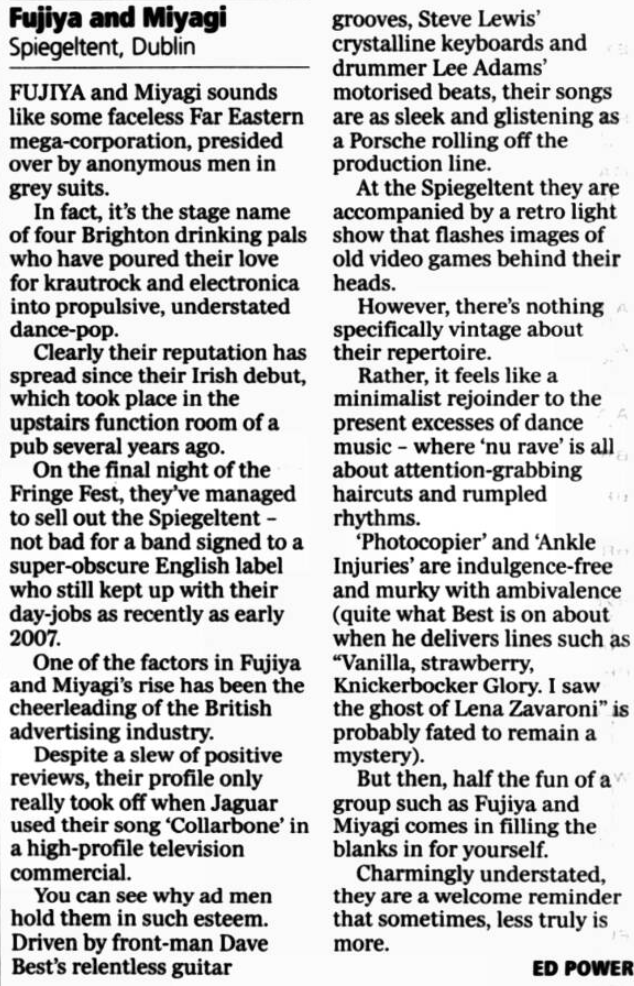 Fujiya and Miyagi
Spiegeltent, Dublin
FUJIYA and Miyagi sounds
like some faceless Far Eastern
mega-corporation, presided
over by anonymous men in
grey suits.
In fact, it's the stage name
of four Brighton drinking pals
who have poured their love
for krautrock and electronica
into propulsive, understated
dance-pop.
Clearly their reputation has
spread since their Irish debut,
which took place in the
upstairs function room of a
pub several years ago.
On the final night of the
Fringe Fest, they've managed
to sell out the Spiegeltent –
not bad for a band signed to a
super-obscure English label
who still kept up with their
day-jobs as recently as early
2007.
One of the factors in Fujiya
and Miyagi's rise has been the
cheerleading of the British
advertising industry.
Despite a slew of positive
reviews, their profile only
really took off when Jaguar
used their song 'Collarbone' in
a high-profile television
commercial.
You can see why ad men
hold them in such esteem.
Driven by front-man Dave
Best's relentless guitar
grooves, Steve Lewis'
crystalline keyboards and
drummer Lee Adams'
motorised beats, their songs
are as sleek and glistening as
a Porsche rolling off the
production line.
At the Spiegeltent they are
accompanied by a retro light
show that flashes images of
old video games behind their
heads.
However, there's nothing
specifically vintage about
their repertoire.
Rather, it feels like a
minimalist rejoinder to the
present excesses of dance
music – where 'nu rave' is all
about attention-grabbing
haircuts and rumpled
rhythms.
'Photocopier' and 'Ankle
Injuries' are indulgence-free
and murky with ambivalence
(quite what Best is on about
when he delivers lines such as
"Vanilla, strawberry,
Knickerbocker Glory. I saw
the ghost of Lena Zavaroni" is
probably fated to remain a
mystery).
But then, half the fun of a
group such as Fujiya and
Miyagi comes in filling the
blanks in for yourself.
Charmingly understated,
they are a welcome reminder
that sometimes, less truly is
more.
ED POWER